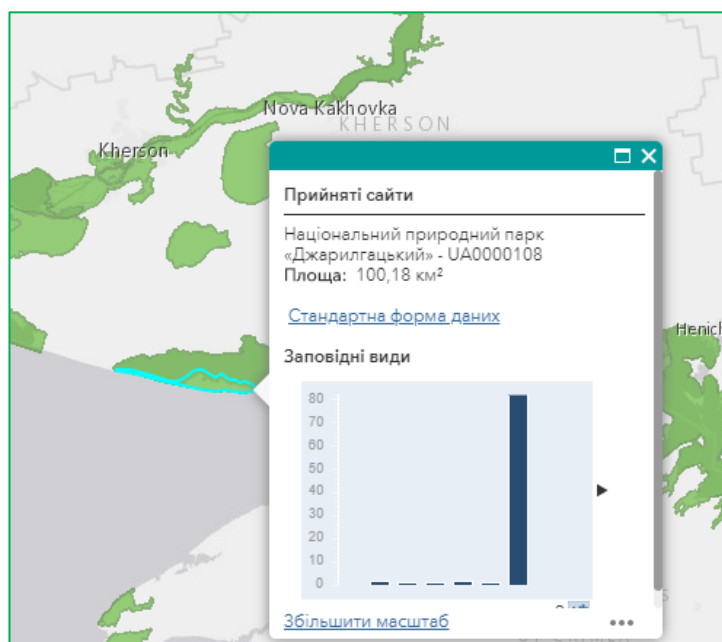 Nova Kakhovka
KHERSON
Kherson
Прийняті сайти
Національний природний парк
«Джарилгацький» - UA0000108
Площа: 100,18 км²
Стандартна форма даних
Henich
Заповідні види
80
70
60
50
40
30
20
10
0
Збільшити масштаб